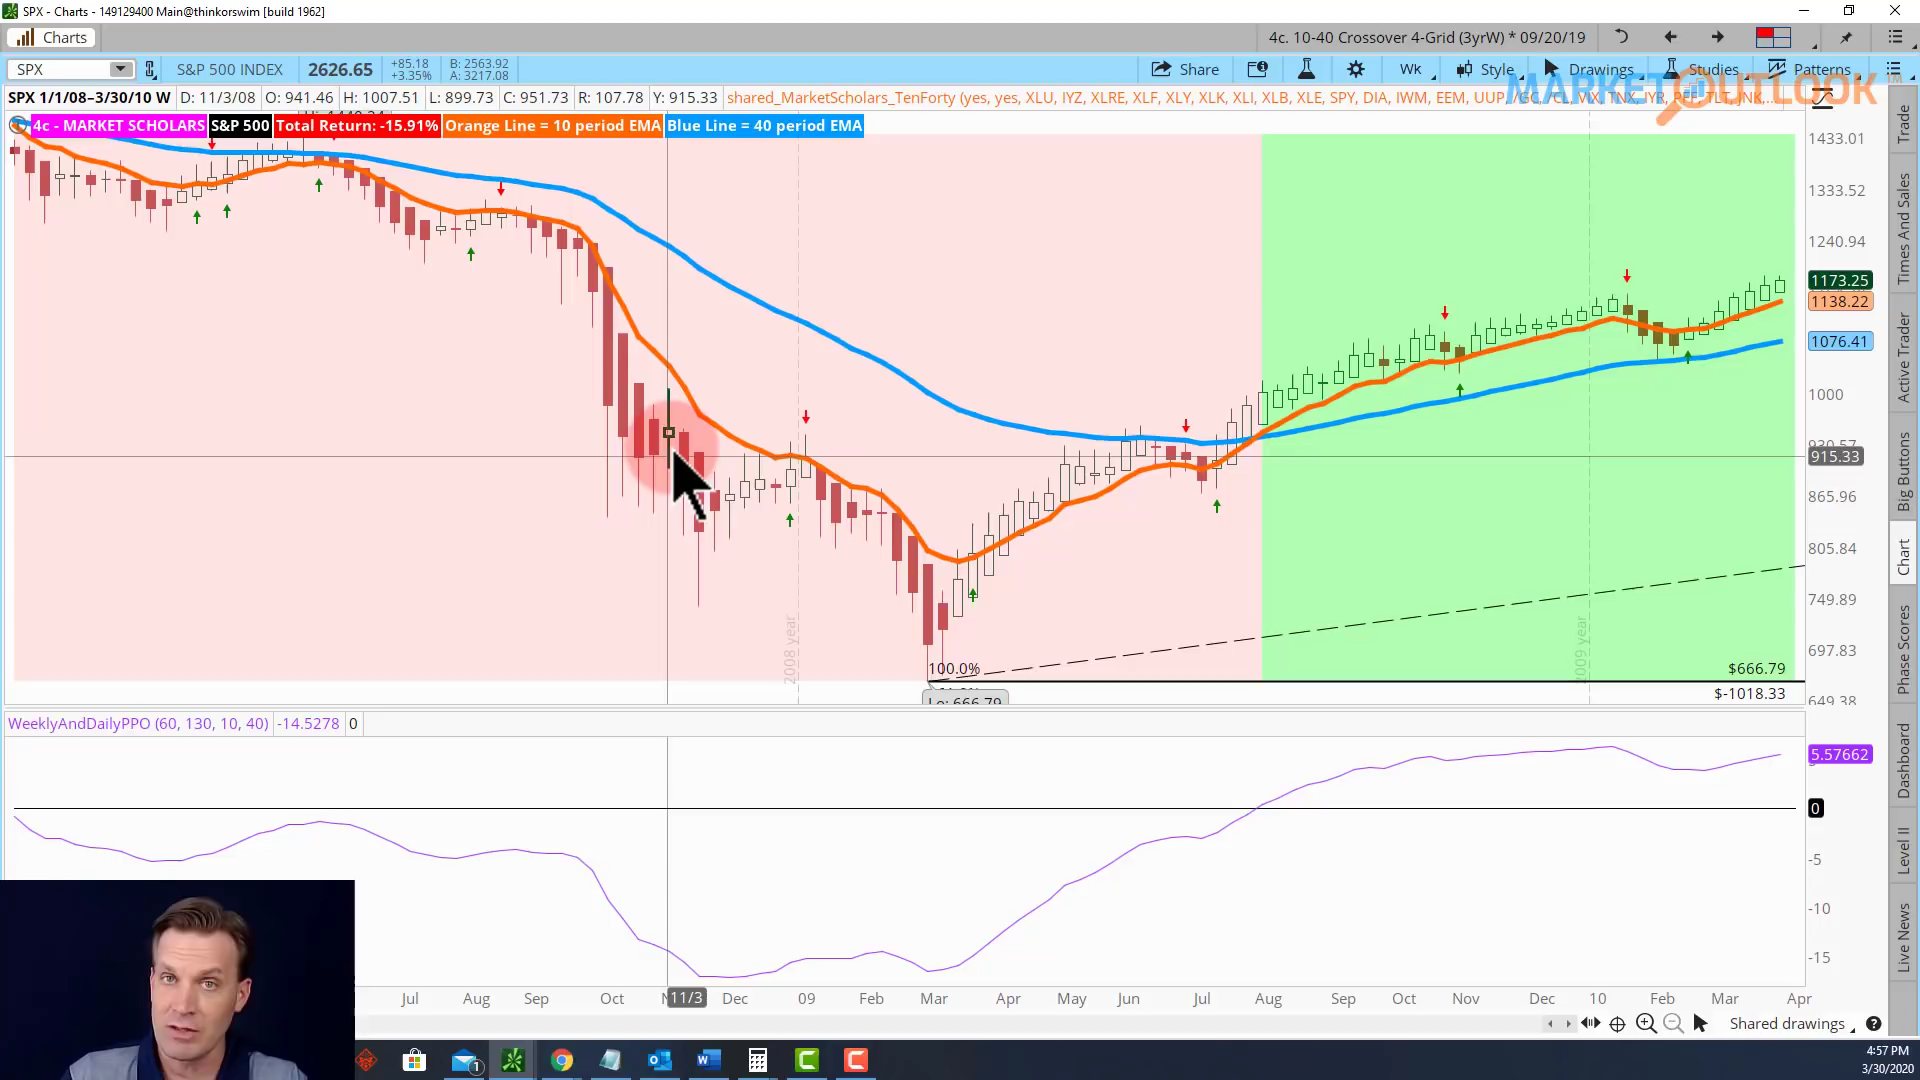 SPX - Charts - 149129400 Main@thinkorswim [build 1962]
Charts
4c. 10-40 Crossover 4-Grid (3yrW) * 09/20/19
SPX
S&P 500 INDEX
2626.65
+85.18
+3.35%
B: 2563.92
A: 3217.08
Share
Wk
Style
Drawings
Studies
Patterns
MARKET OUTLOOK
SPX 1/1/08–3/30/10 W
D: 11/3/08
O: 941.46
H: 1007.51
L: 899.73
C: 951.73
R: 107.78
Y: 915.33
shared_MarketScholars_TenForty (yes, yes, XLU, IYZ, XLRE, XLF, XLY, XLK, XLI, XLB, XLE, SPY, DIA, IWM, EEM, UUP, /GC, /CL, VIX, TNX, IYR, PFF, TLT, JNK,...
4c - MARKET SCHOLARS
S&P 500
Total Return: -15.91%
Orange Line = 10 period EMA
Blue Line = 40 period EMA
1433.01
1333.52
1240.94
1173.25
1138.22
1076.41
1000
930.57
915.33
865.96
805.84
749.89
697.83
649.38
2008 year
2009 year
100.0%
$666.79
$-1018.33
Lo: 666.79
WeeklyAndDailyPPO (60, 130, 10, 40)
-14.5278
0
5.57662
0
-5
-10
-15
Jul
Aug
Sep
Oct
11/3
Dec
09
Feb
Mar
Apr
May
Jun
Jul
Aug
Sep
Oct
Nov
Dec
10
Feb
Mar
Apr
Shared drawings
Trade
Times And Sales
Active Trader
Big Buttons
Chart
Phase Scores
Dashboard
Level II
Live News
4:57 PM
3/30/2020